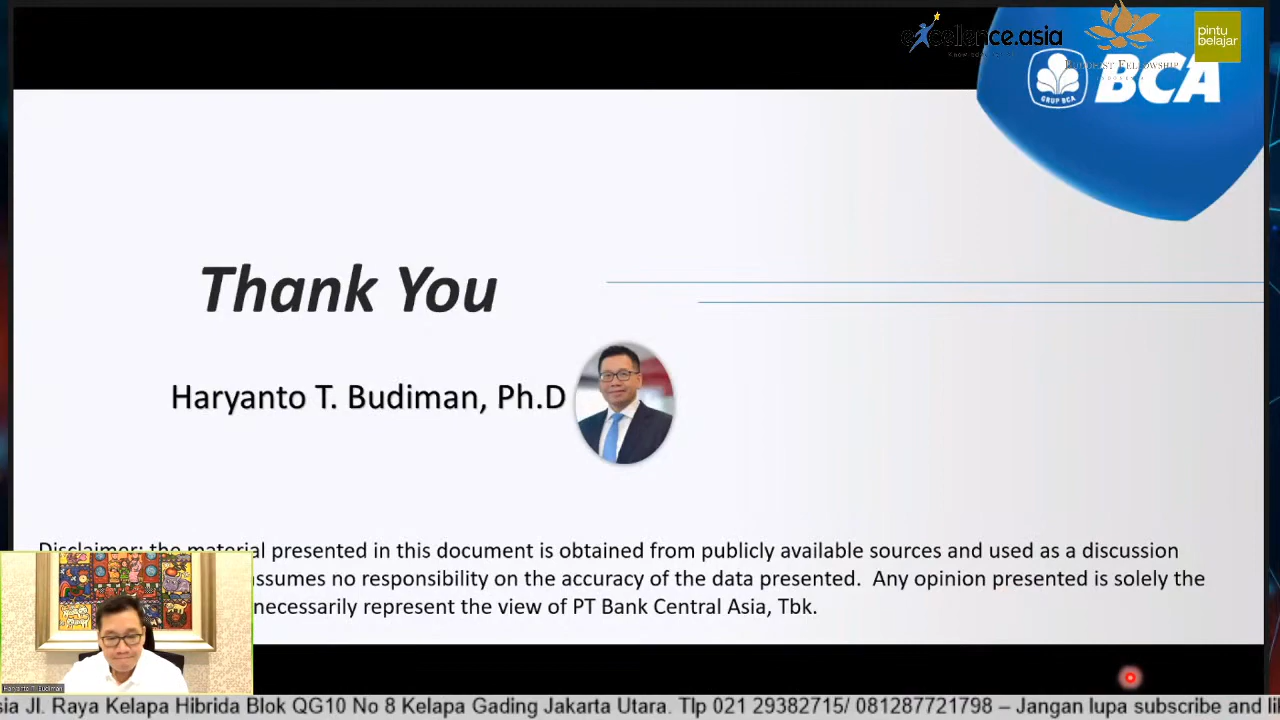 excellence.asia
pintu
belajar
BUDDHIST FELLOWSHIP
GRUP BCA
BCA
Thank You
Haryanto T. Budiman, Ph.D
Disclaimer: the material presented in this document is obtained from publicly available sources and used as a discussion
assumes no responsibility on the accuracy of the data presented. Any opinion presented is solely the
necessarily represent the view of PT Bank Central Asia, Tbk.
Haryanto T. Budiman
sia Jl. Raya Kelapa Hibrida Blok QG10 No 8 Kelapa Gading Jakarta Utara. Tlp 021 29382715/ 081287721798 – Jangan lupa subscribe and li